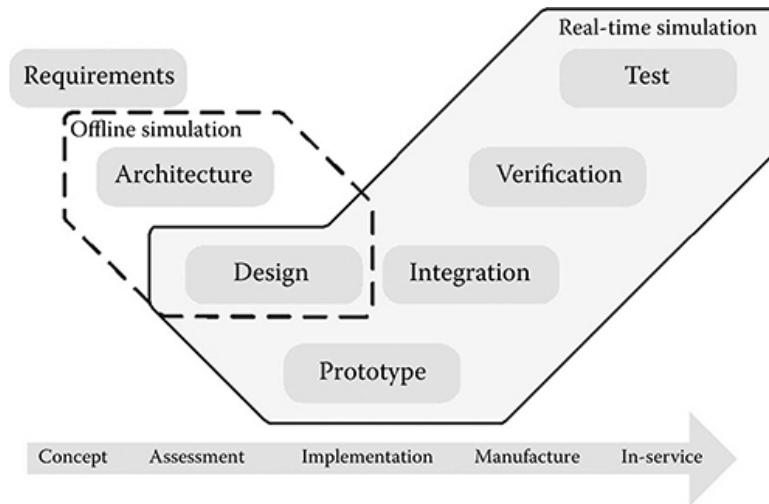 Real-time simulation
Requirements
Test
Offline simulation
Architecture
Verification
Design
Integration
Prototype
Concept
Assessment
Implementation
Manufacture
In-service